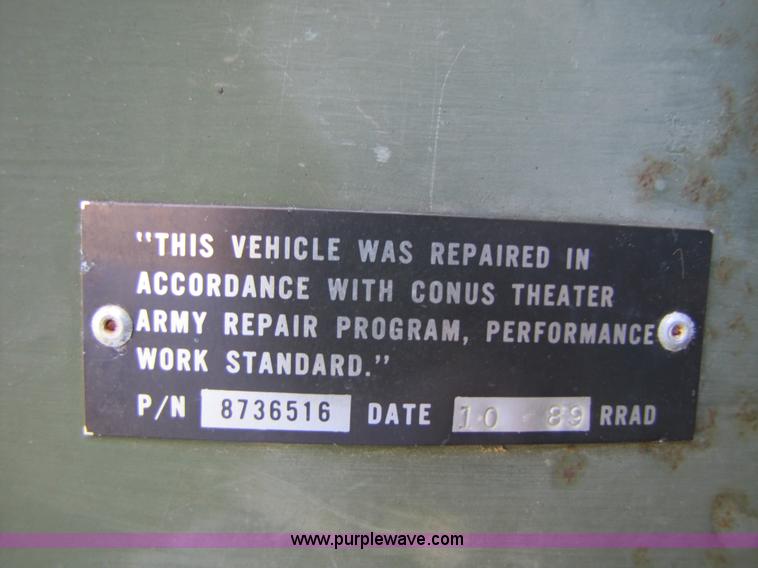 "THIS VEHICLE WAS REPAIRED IN
ACCORDANCE WITH CONUS THEATER
ARMY REPAIR PROGRAM, PERFORMANCE
WORK STANDARD."
P/N 8736516 DATE 10 89 RRAD
www.purplewave.com